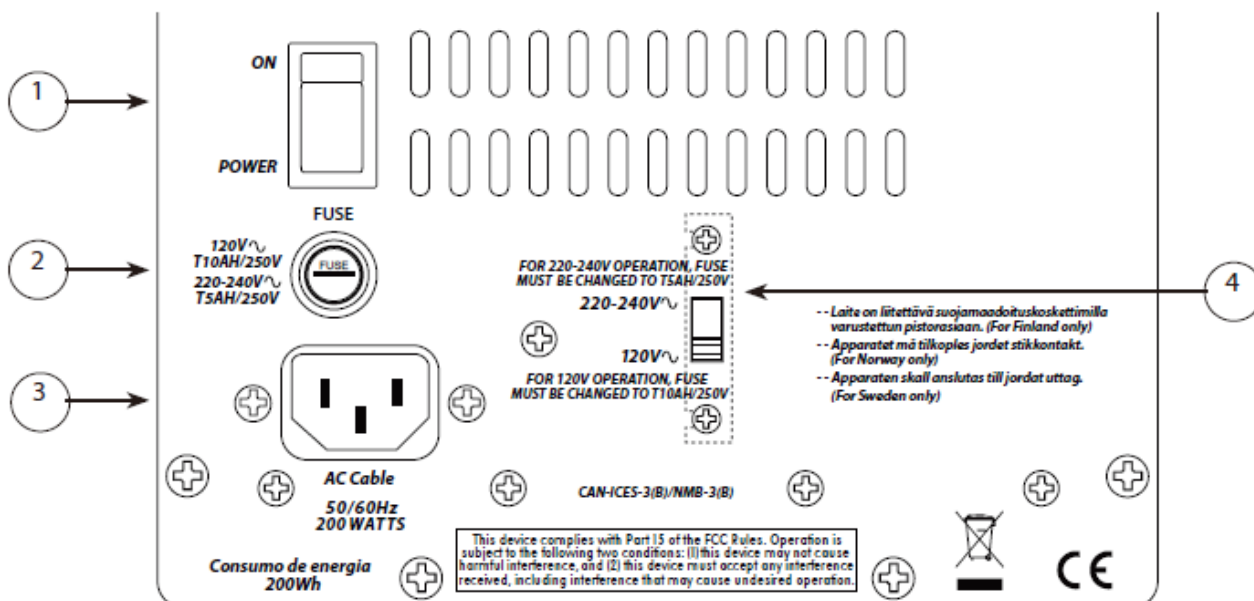 1
ON
POWER
FUSE
2
120V∿
T10AH/250V
220-240V∿
T5AH/250V
FUSE
FOR 220-240V OPERATION, FUSE
MUST BE CHANGED TO T5AH/250V
220-240V∿
120V∿
FOR 120V OPERATION, FUSE
MUST BE CHANGED TO T10AH/250V
4
- - Laite on liitettävä suojamaadoituskoskettimilla
varustettun pistorasiaan. (For Finland only)
- - Apparatet må tilkoples jordet stikkontakt.
(For Norway only)
- - Apparaten skall anslutas till jordat uttag.
(For Sweden only)
3
AC Cable
50/60Hz
200 WATTS
CAN-ICES-3(B)/NMB-3(B)
Consumo de energia
200Wh
This device complies with Part 15 of the FCC Rules. Operation is
subject to the following two conditions: (1) this device may not cause
harmful interference, and (2) this device must accept any interference
received, including interference that may cause undesired operation.
CE